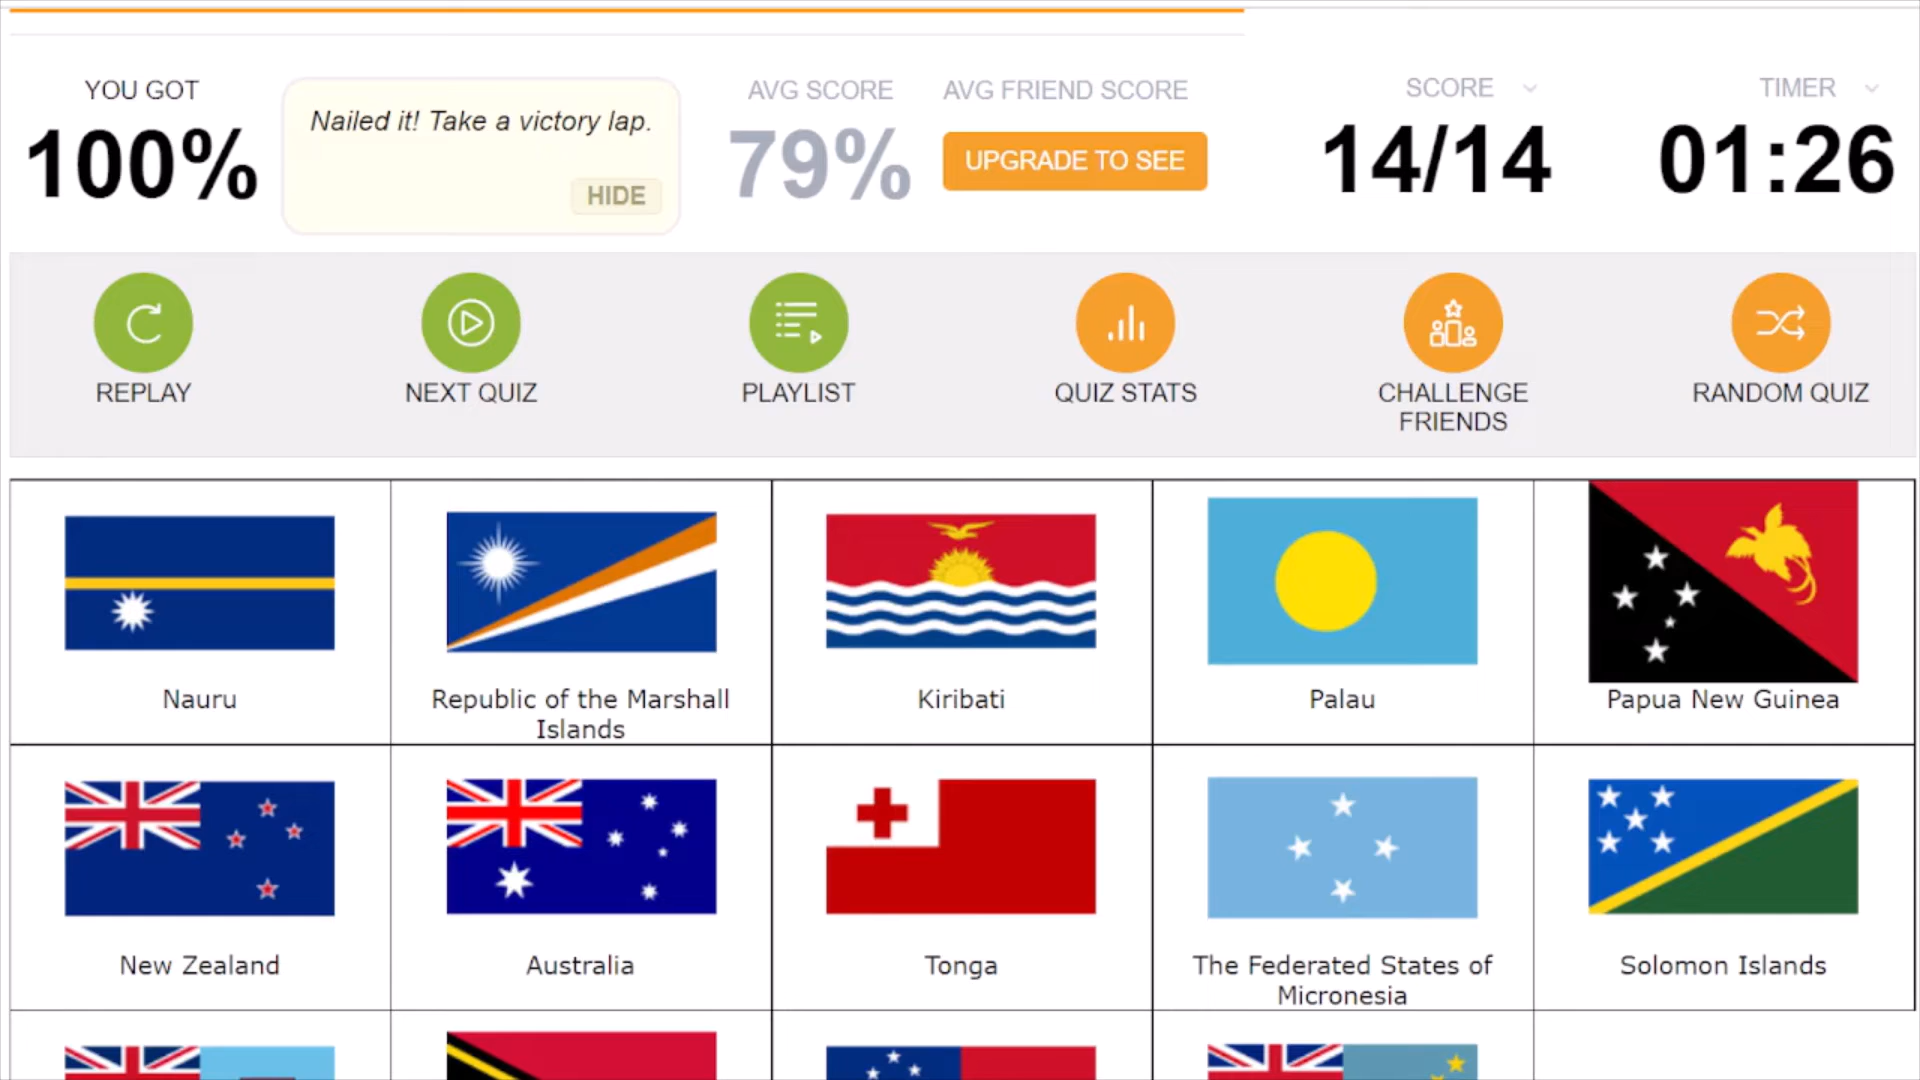 YOU GOT
100%
Nailed it! Take a victory lap.
HIDE
AVG SCORE
79%
AVG FRIEND SCORE
UPGRADE TO SEE
SCORE
14/14
TIMER
01:26
REPLAY
NEXT QUIZ
PLAYLIST
QUIZ STATS
CHALLENGE
FRIENDS
RANDOM QUIZ
Nauru
Republic of the Marshall
Islands
Kiribati
Palau
Papua New Guinea
New Zealand
Australia
Tonga
The Federated States of
Micronesia
Solomon Islands